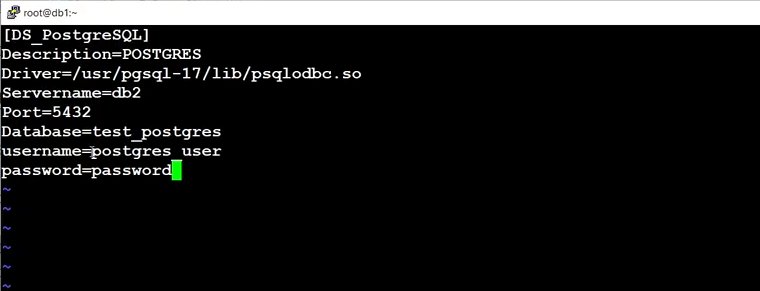 root@db1:~
[DS_PostgreSQL]
Description=POSTGRES
Driver=/usr/pgsql-17/lib/psqlodbc.so
Servername=db2
Port=5432
Database=test_postgres
username=postgres_user
password=password
~
~
~
~
~
~